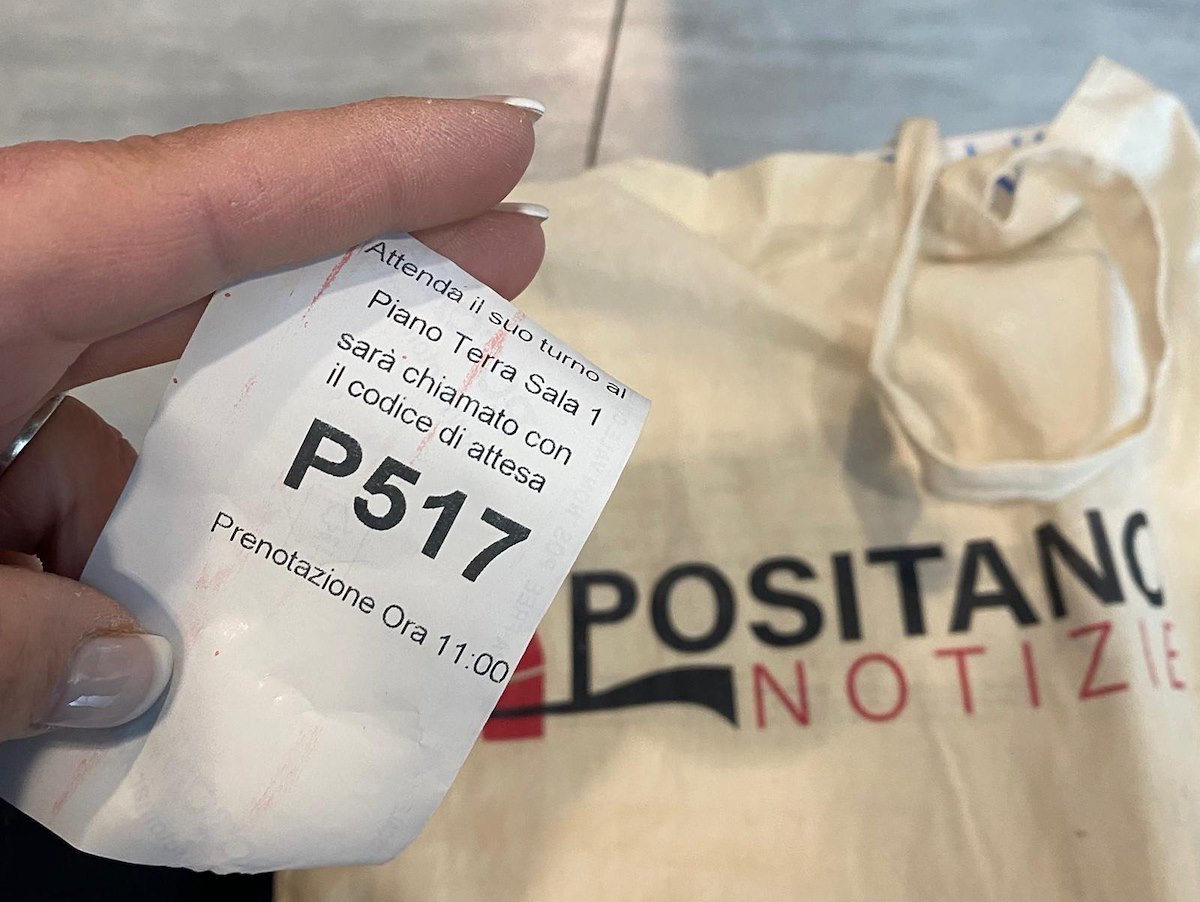 Attenda il suo turno al
Piano Terra Sala 1
sarà chiamato con
il codice di attesa
P517
Prenotazione Ora 11:00
POSITANO
NOTIZIE